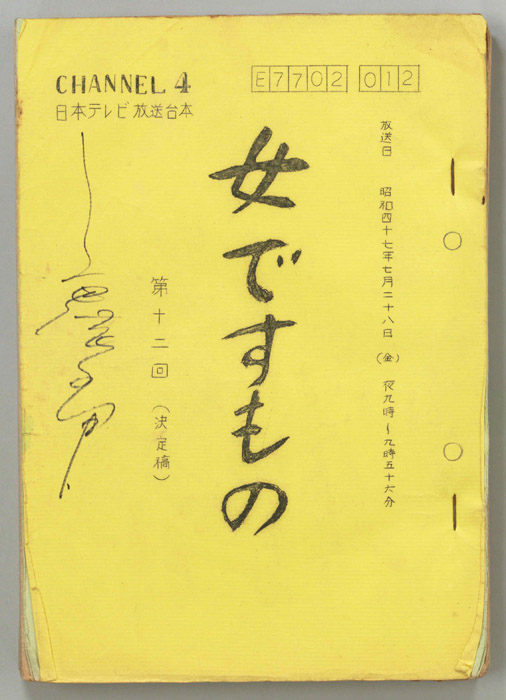 CHANNEL 4
日本テレビ放送台本
E7702 012
放送日 昭和四十七年七月二十八日(金) 夜九時~九時五十六分
女ですもの
第十二回(決定稿)